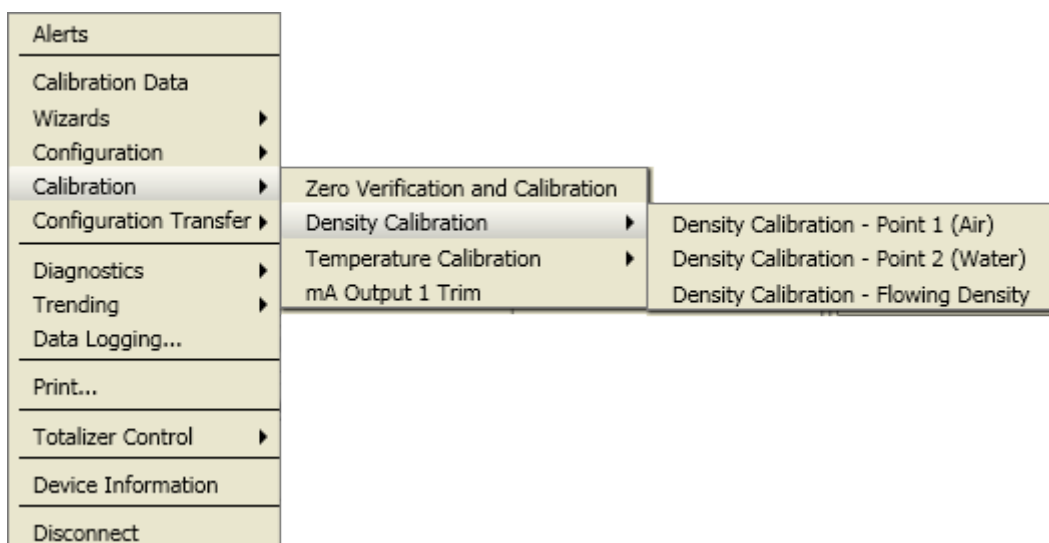 Alerts
Calibration Data
Wizards
Configuration
Calibration
Configuration Transfer
Diagnostics
Trending
Data Logging...
Print...
Totalizer Control
Device Information
Disconnect
Zero Verification and Calibration
Density Calibration
Temperature Calibration
mA Output 1 Trim
Density Calibration - Point 1 (Air)
Density Calibration - Point 2 (Water)
Density Calibration - Flowing Density